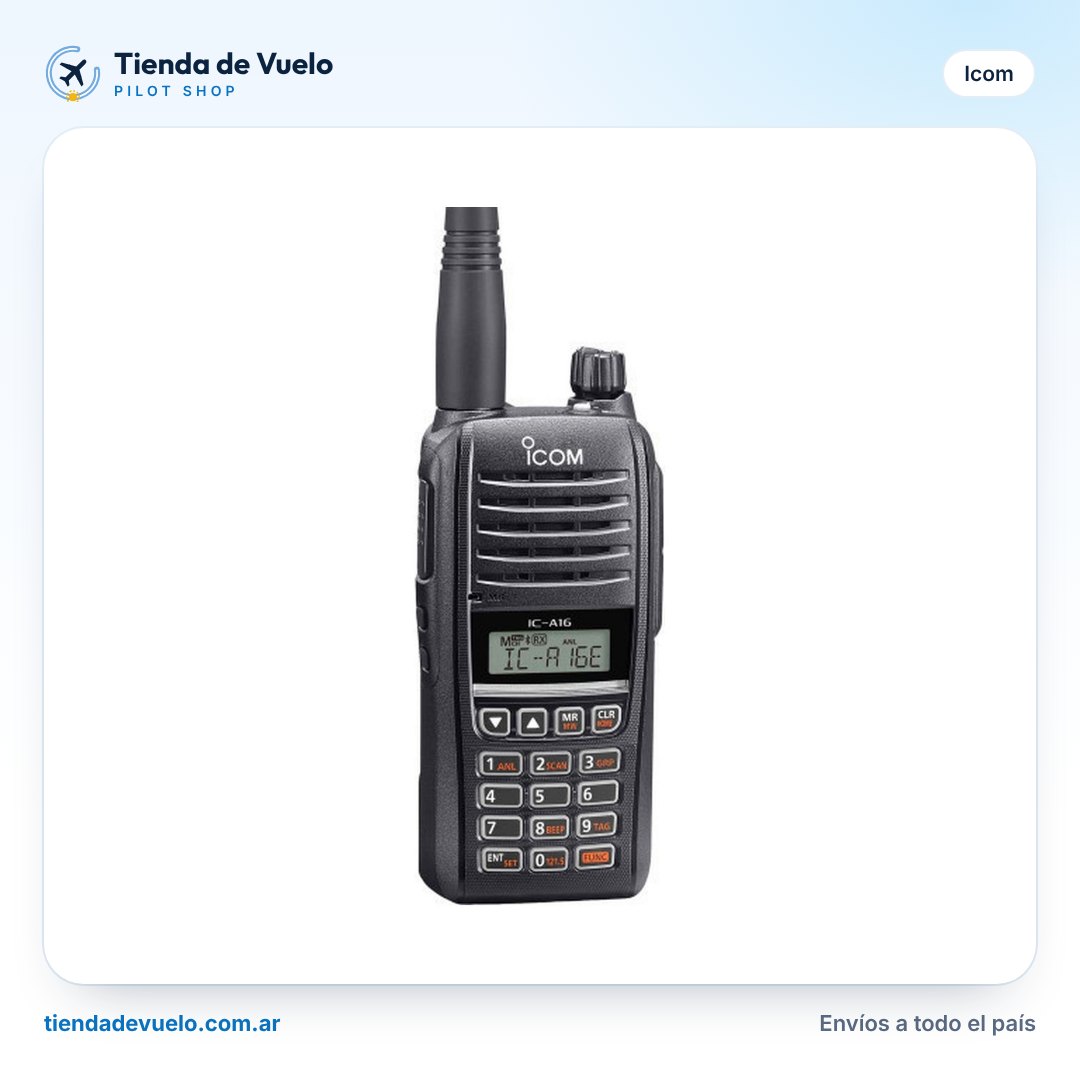 Tienda de Vuelo
PILOT SHOP
Icom
ICOM
IC-A16
M RX ANL
IC--A16E
MR CLR
1 ANL 2 SCAN 3 GRP
4 5 6
7 8 BEEP 9 TAG
ENT SET 0 121.5 FUNC
tiendadevuelo.com.ar
Envíos a todo el país